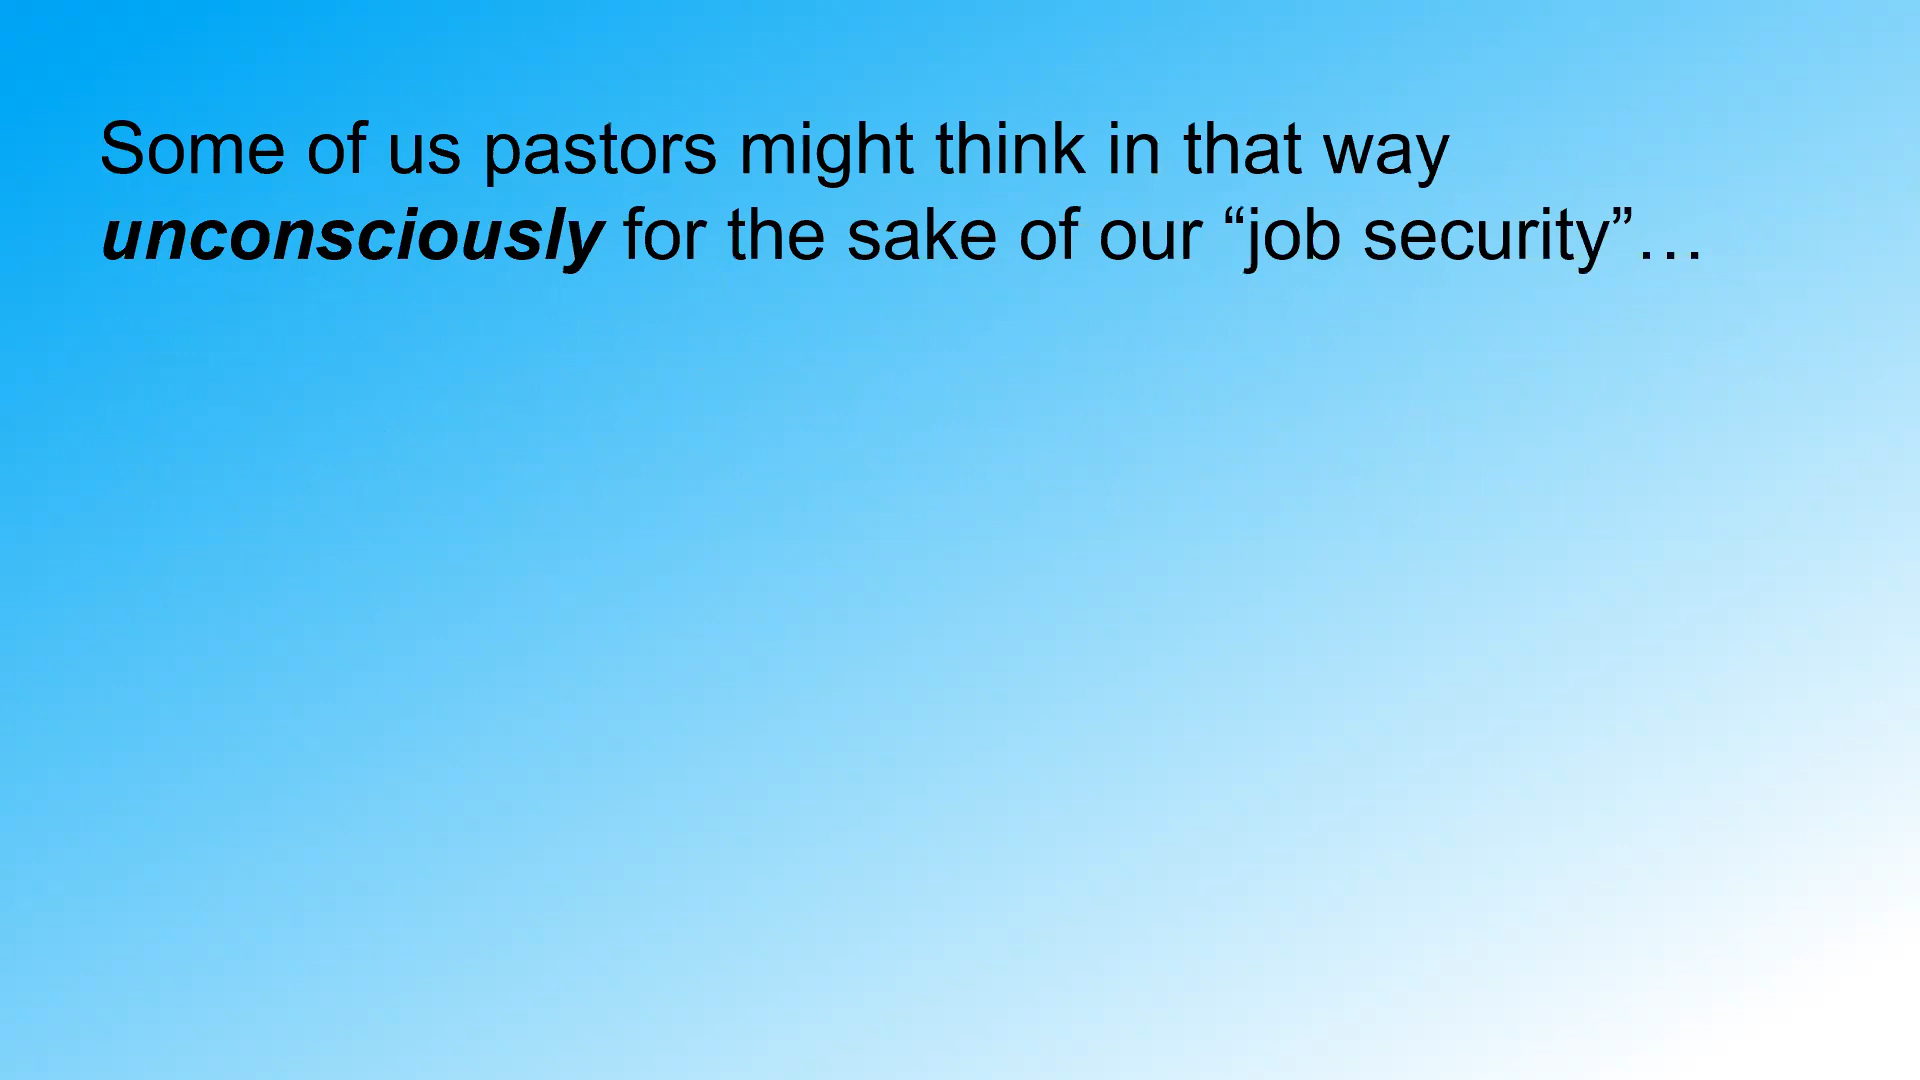 Some of us pastors might think in that way
unconsciously for the sake of our “job security”…